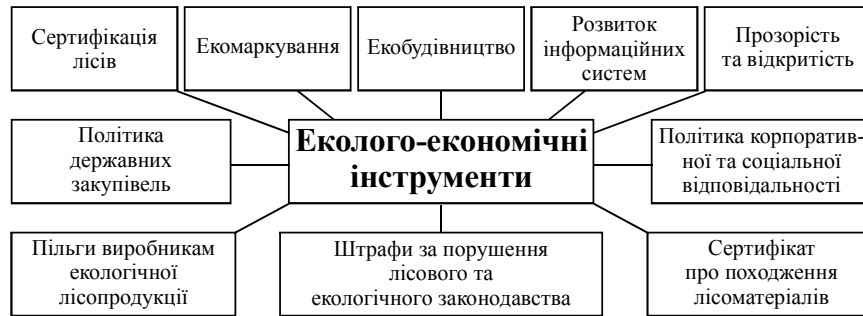 Сертифікація
лісів
Екомаркування
Екобудівництво
Розвиток
інформаційних
систем
Прозорість
та відкритість
Політика
державних
закупівель
Еколого-економічні
інструменти
Політика корпоратив-
ної та соціальної
відповідальності
Пільги виробникам
екологічної
лісопродукції
Штрафи за порушення
лісового та
екологічного законодавства
Сертифікат
про походження
лісоматеріалів